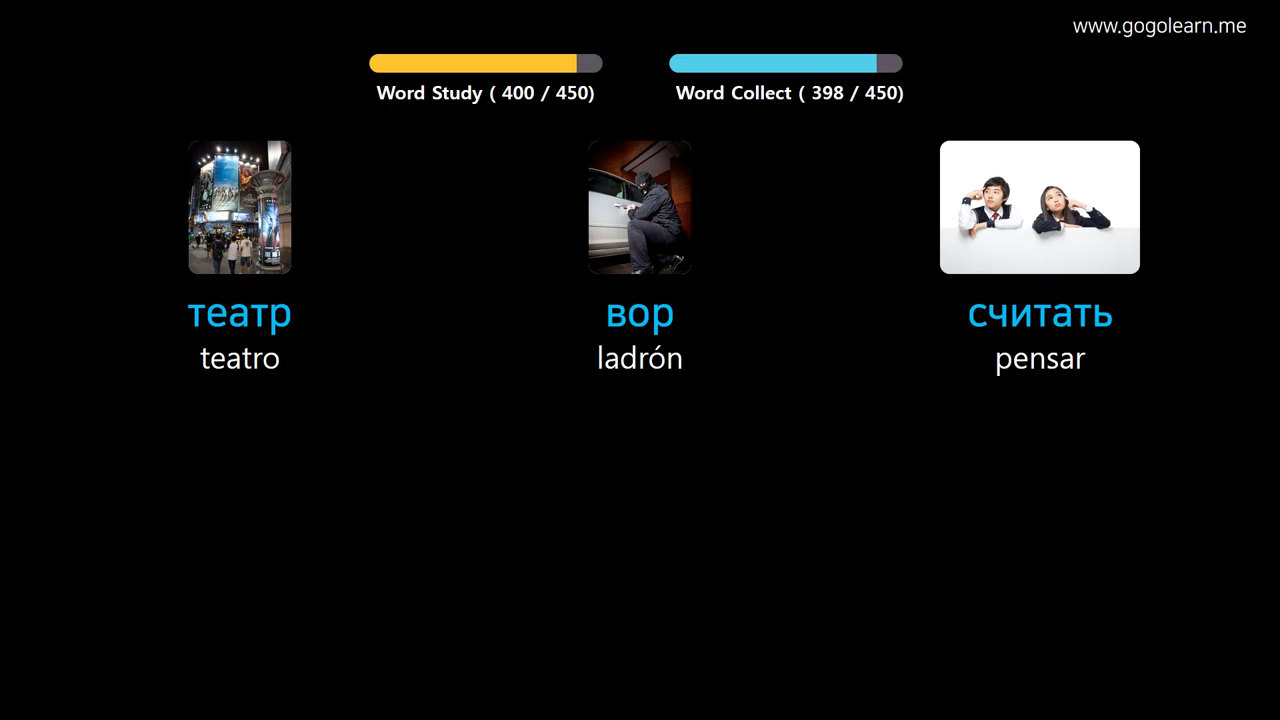 www.gogolearn.me
Word Study ( 400 / 450)
Word Collect ( 398 / 450)
театр
вор
считать
teatro
ladrón
pensar